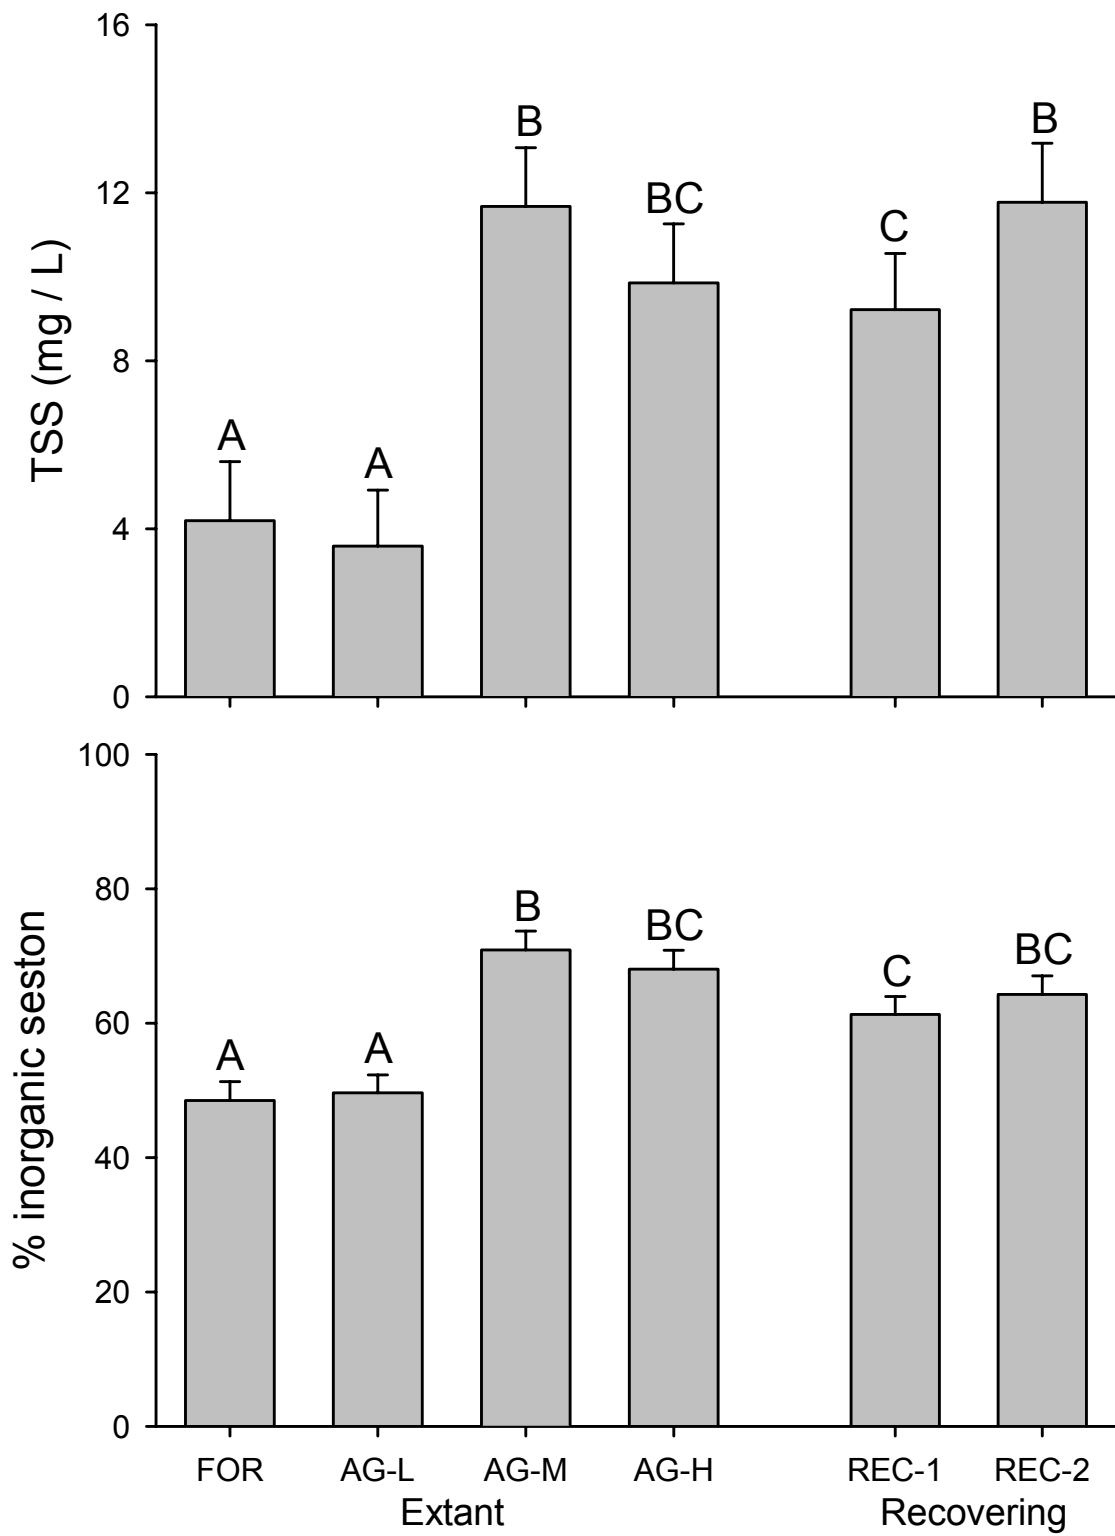 16
12
8
4
0
TSS (mg / L)
A
A
B
BC
C
B
100
80
60
40
20
0
% inorganic seston
A
A
B
BC
C
BC
FOR AG-L AG-M AG-H REC-1 REC-2
Extant Recovering